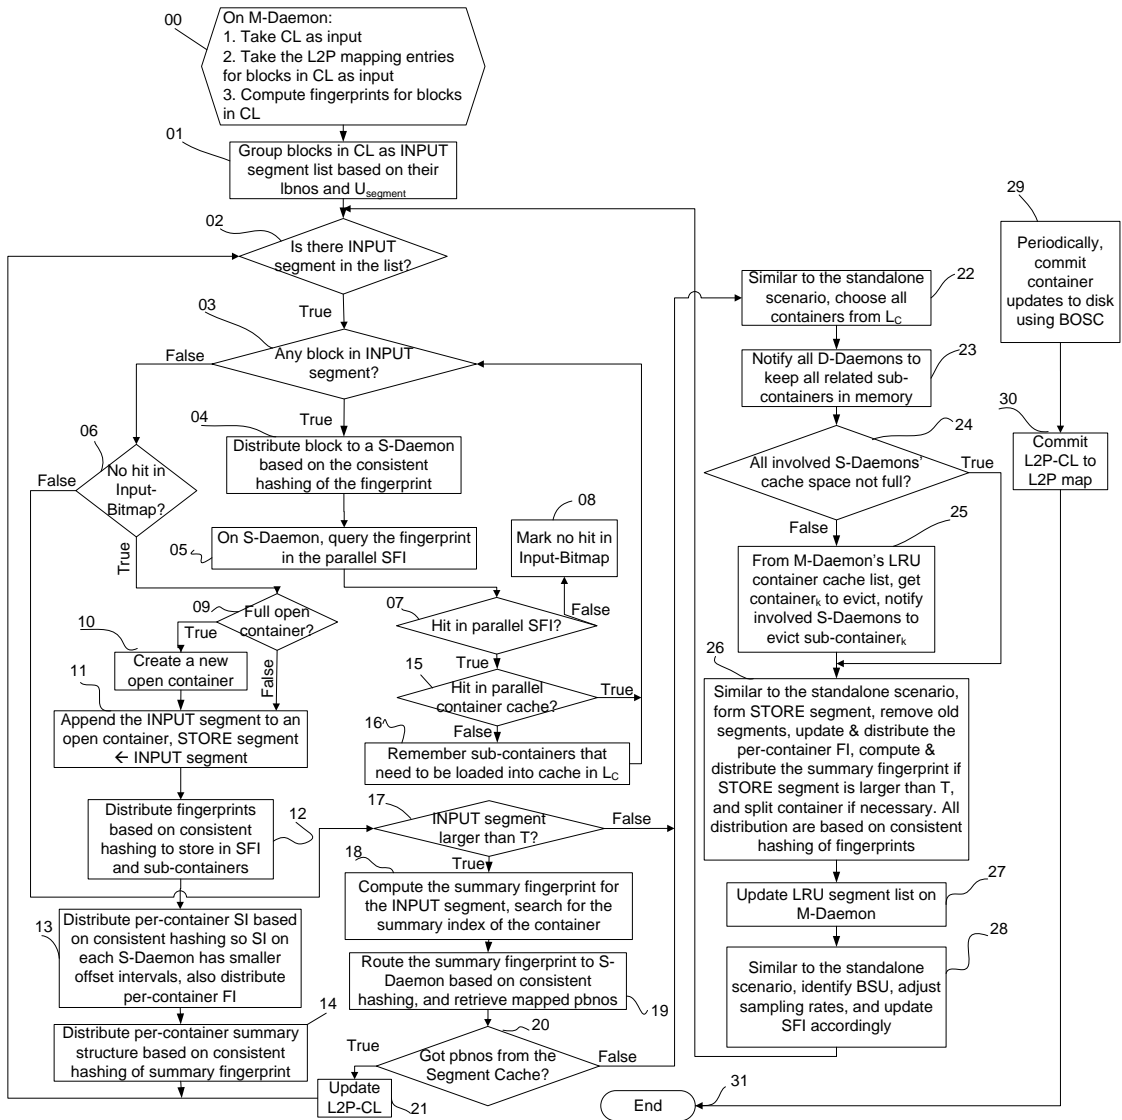 00
On M-Daemon:
1. Take CL as input
2. Take the L2P mapping entries
for blocks in CL as input
3. Compute fingerprints for blocks
in CL
01
Group blocks in CL as INPUT
segment list based on their
lbnos and Usegment
02
Is there INPUT
segment in the list?
True
03
False
Any block in INPUT
segment?
True
04
Distribute block to a S-Daemon
based on the consistent
hashing of the fingerprint
05
On S-Daemon, query the fingerprint
in the parallel SFI
06
False
No hit in
Input-
Bitmap?
True
07
Hit in parallel SFI?
False
True
08
Mark no hit in
Input-Bitmap
09
Full open
container?
True
False
10
Create a new
open container
11
Append the INPUT segment to an
open container, STORE segment
← INPUT segment
12
Distribute fingerprints
based on consistent
hashing to store in SFI
and sub-containers
13
Distribute per-container SI based
on consistent hashing so SI on
each S-Daemon has smaller
offset intervals, also distribute
per-container FI
14
Distribute per-container summary
structure based on consistent
hashing of summary fingerprint
15
Hit in parallel
container cache?
True
False
16
Remember sub-containers that
need to be loaded into cache in LC
17
INPUT segment
larger than T?
False
True
18
Compute the summary fingerprint for
the INPUT segment, search for the
summary index of the container
Route the summary fingerprint to S-
Daemon based on consistent
hashing, and retrieve mapped pbnos
19
20
True
Got pbnos from the
Segment Cache?
False
Update
L2P-CL
21
22
Similar to the standalone
scenario, choose all
containers from LC
23
Notify all D-Daemons to
keep all related sub-
containers in memory
24
All involved S-Daemons'
cache space not full?
True
False
25
From M-Daemon's LRU
container cache list, get
containerk to evict, notify
involved S-Daemons to
evict sub-containerk
26
Similar to the standalone scenario,
form STORE segment, remove old
segments, update & distribute the
per-container FI, compute &
distribute the summary fingerprint if
STORE segment is larger than T,
and split container if necessary. All
distribution are based on consistent
hashing of fingerprints
27
Update LRU segment list on
M-Daemon
28
Similar to the standalone
scenario, identify BSU, adjust
sampling rates, and update
SFI accordingly
29
Periodically,
commit
container
updates to disk
using BOSC
30
Commit
L2P-CL to
L2P map
31
End